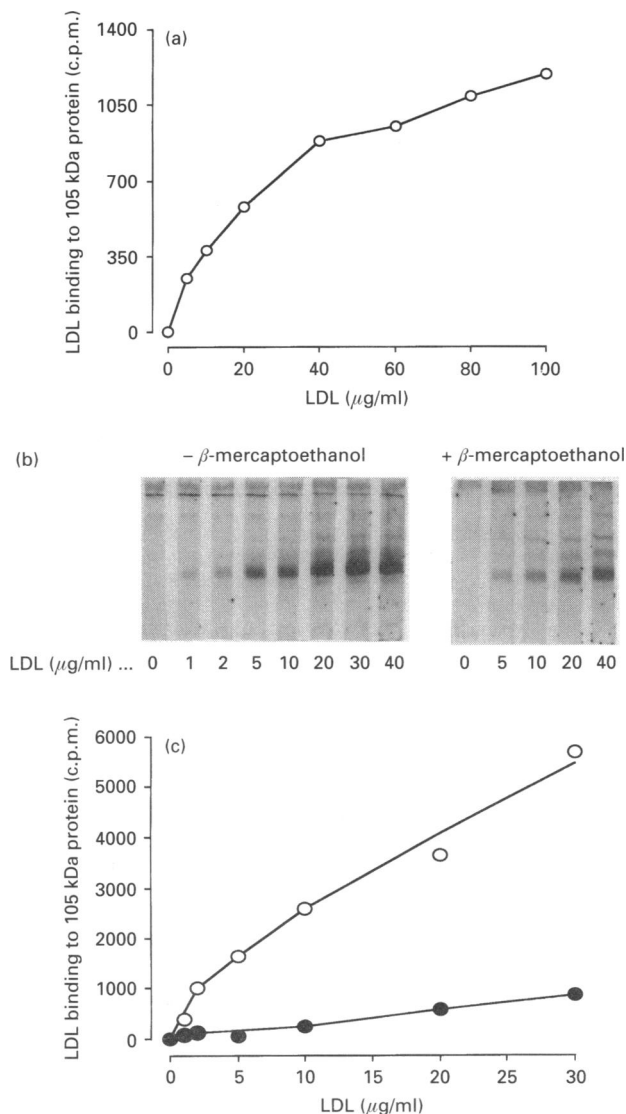 (a)
LDL binding to 105 kDa protein (c.p.m.)
1400
1050
700
350
0
0 20 40 60 80 100
LDL (μg/ml)
(b)
– β-mercaptoethanol + β-mercaptoethanol
LDL (μg/ml) ... 0 1 2 5 10 20 30 40 0 5 10 20 40
(c)
LDL binding to 105 kDa protein (c.p.m.)
6000
5000
4000
3000
2000
1000
0
0 5 10 15 20 25 30
LDL (μg/ml)